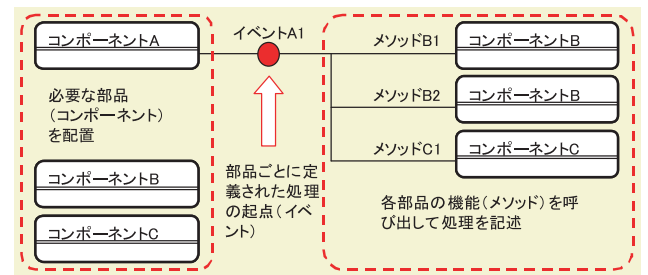 コンポーネントA
イベントA1
メソッドB1
コンポーネントB
必要な部品
（コンポーネント）
を配置
メソッドB2
コンポーネントB
メソッドC1
コンポーネントC
コンポーネントB
コンポーネントC
部品ごとに定
義された処理
の起点（イベ
ント）
各部品の機能（メソッド）を呼
び出して処理を記述